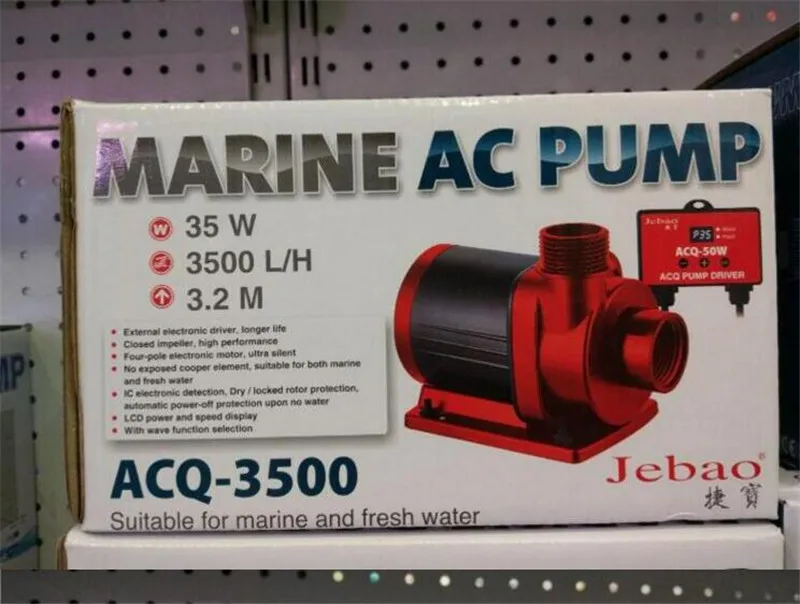 MARINE AC PUMP
W 35 W
3500 L/H
3.2 M
• External electronic driver, longer life
• Closed impeller, high performance
• Four-pole electronic motor, ultra silent
• No exposed cooper element, suitable for both marine
and fresh water
• IC electronic detection, Dry / locked rotor protection,
automatic power-off protection upon no water
• LCD power and speed display
• With wave function selection
Jebao
P35
ACQ-50W
ACQ PUMP DRIVER
ACQ-3500
Suitable for marine and fresh water
Jebao®
捷寶
MP